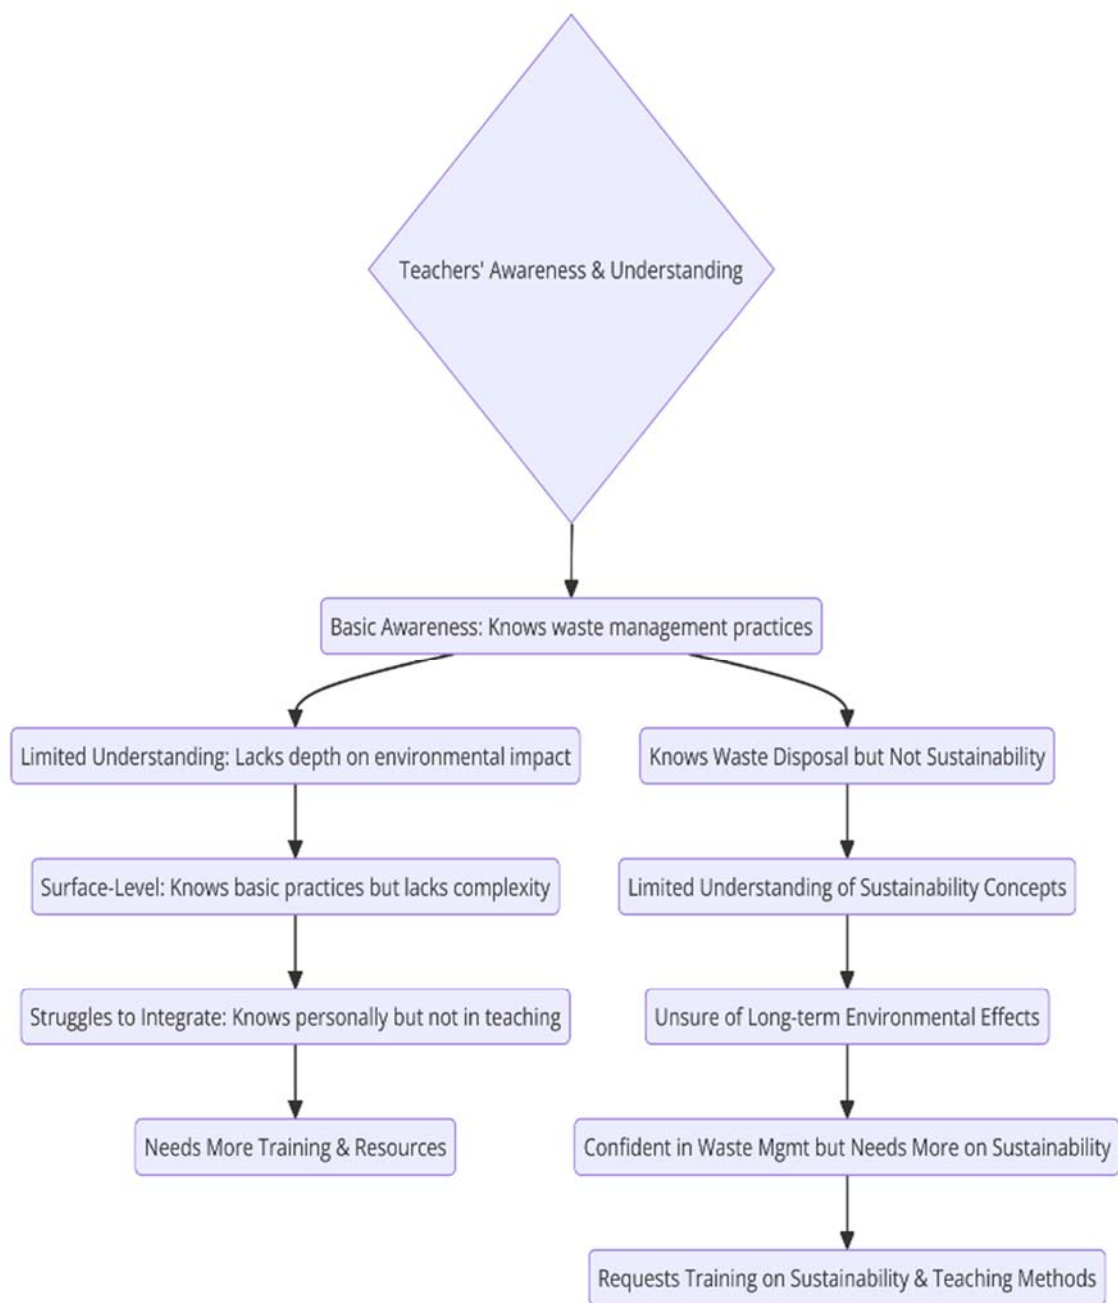 Teachers' Awareness & Understanding
Basic Awareness: Knows waste management practices
Limited Understanding: Lacks depth on environmental impact
Knows Waste Disposal but Not Sustainability
Surface-Level: Knows basic practices but lacks complexity
Limited Understanding of Sustainability Concepts
Struggles to Integrate: Knows personally but not in teaching
Unsure of Long-term Environmental Effects
Needs More Training & Resources
Confident in Waste Mgmt but Needs More on Sustainability
Requests Training on Sustainability & Teaching Methods